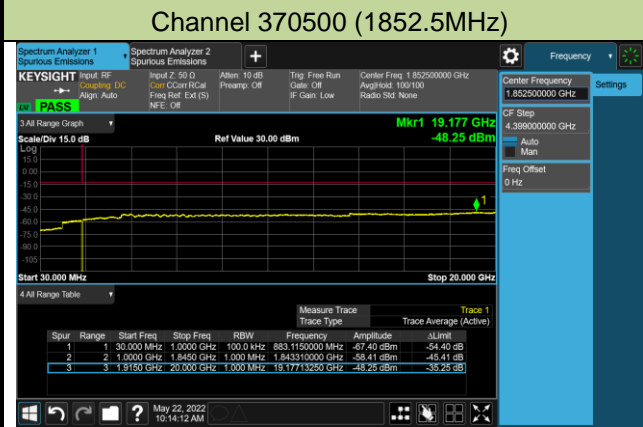 Channel 370500 (1852.5MHz)
Spectrum Analyzer 1
Spurious Emissions
Spectrum Analyzer 2
Spurious Emissions
+
Frequency
KEYSIGHT
Input: RF
Coupling: DC
Align: Auto
Input Z: 50 Ω
Corr CCorr RCal
Freq Ref: Ext (S)
NFE: Off
Atten: 10 dB
Preamp: Off
Trig: Free Run
Gate: Off
IF Gain: Low
Center Freq: 1.852500000 GHz
Avg|Hold: 100/100
Radio Std: None
PASS
Center Frequency
1.852500000 GHz
Settings
CF Step
4.399000000 GHz
Auto
Man
Freq Offset
0 Hz
3 All Range Graph
Mkr1 19.177 GHz
Scale/Div 15.0 dB
Ref Value 30.00 dBm
-48.25 dBm
Log
15.0
0.00
-15.0
-30.0
-45.0
-60.0
-75.0
-90.0
-105
1
Start 30.000 MHz
Stop 20.000 GHz
4 All Range Table
Measure Trace Trace 1
Trace Type Trace Average (Active)
Spur Range Start Freq Stop Freq RBW Frequency Amplitude ΔLimit
1 1 30.000 MHz 1.0000 GHz 100.0 kHz 883.1150000 MHz -67.40 dBm -54.40 dB
2 2 1.0000 GHz 1.8450 GHz 1.000 MHz 1.843310000 GHz -58.41 dBm -45.41 dB
3 3 1.9150 GHz 20.000 GHz 1.000 MHz 19.17713250 GHz -48.25 dBm -35.25 dB
?
May 22, 2022
10:14:12 AM